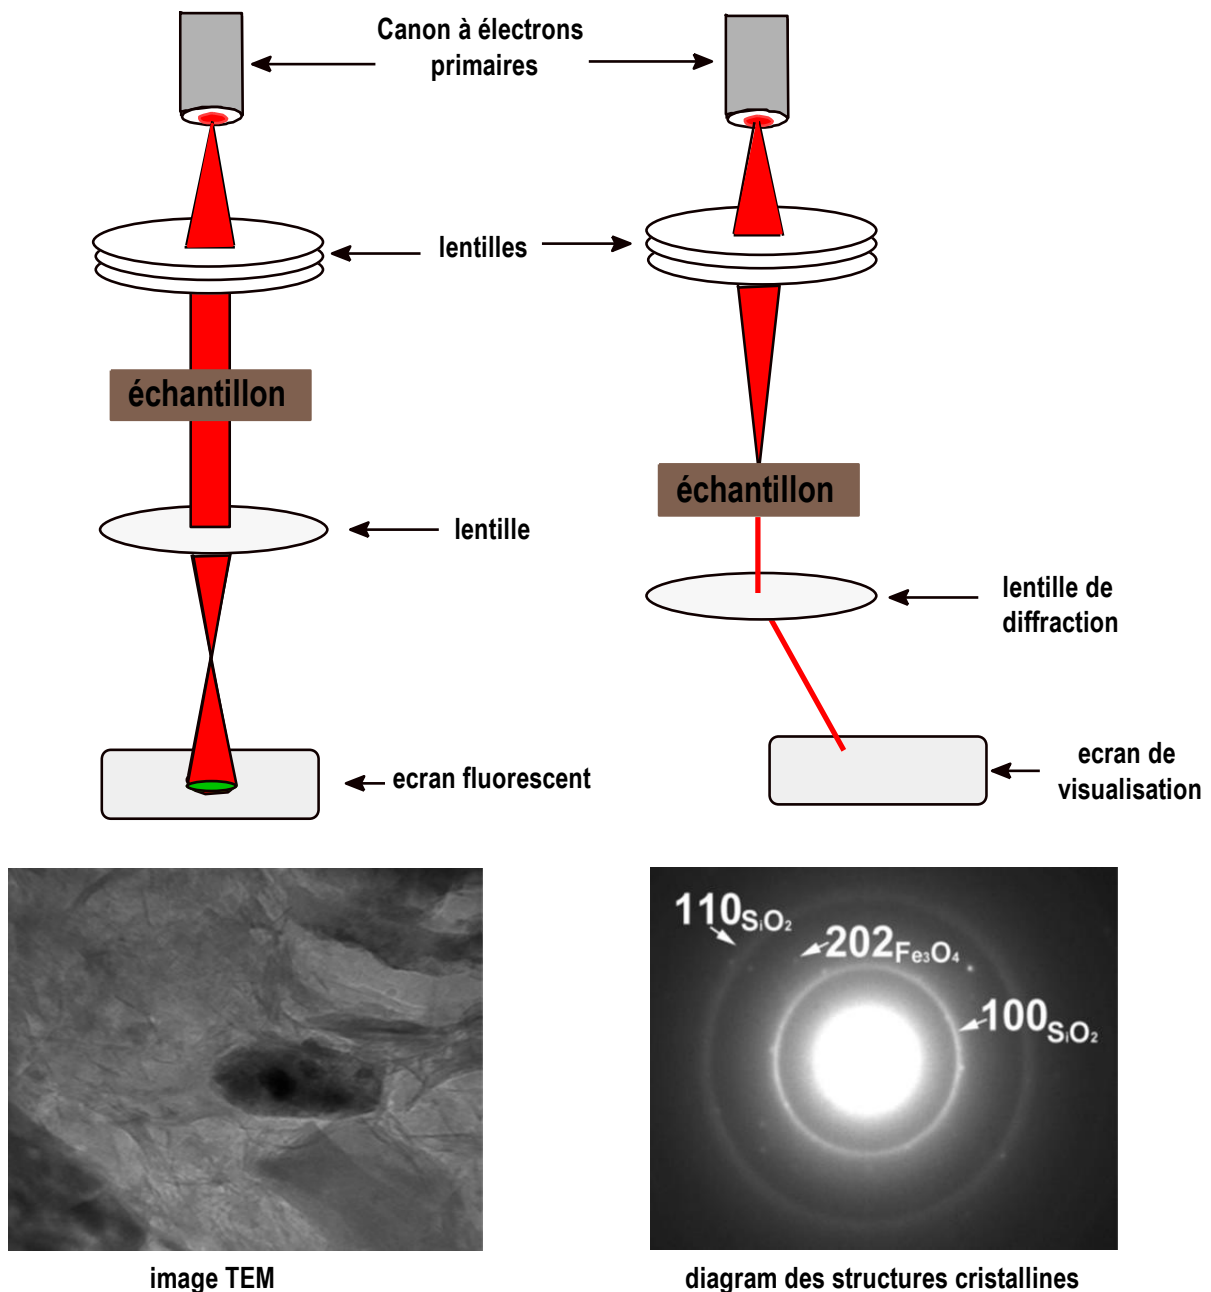 Canon à électrons
primaires
lentilles
échantillon
échantillon
lentille
lentille de
diffraction
ecran fluorescent
ecran de
visualisation
110SiO2
202Fe3O4
100SiO2
image TEM
diagram des structures cristallines